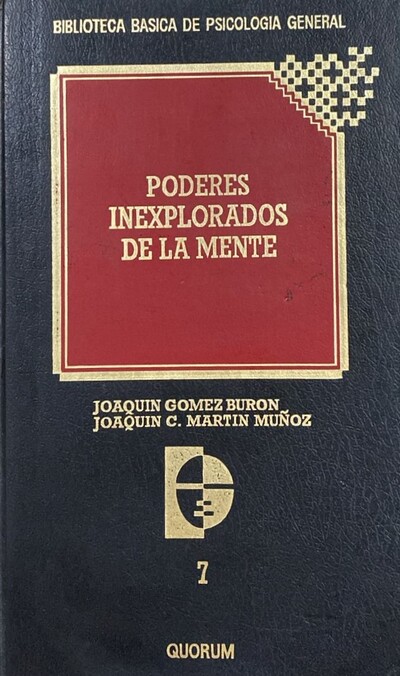 BIBLIOTECA BASICA DE PSICOLOGIA GENERAL
PODERES
INEXPLORADOS
DE LA MENTE
JOAQUIN GOMEZ BURON
JOAQUIN C. MARTIN MUÑOZ
7
QUORUM